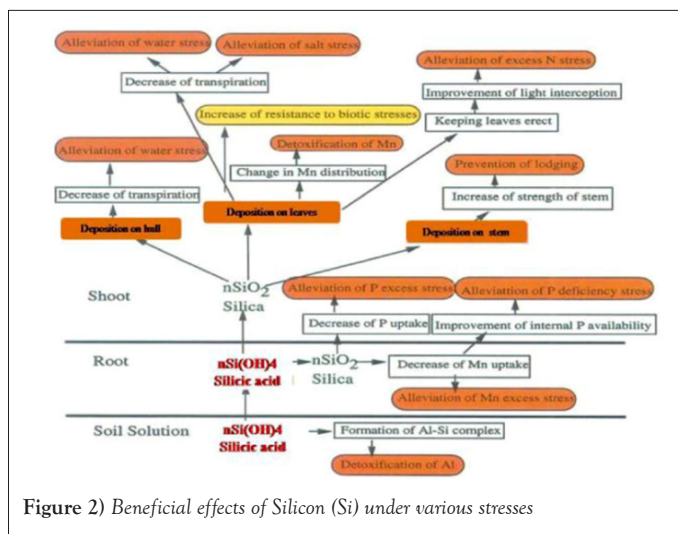 Alleviation of water stress
Alleviation of salt stress
Alleviation of excess N stress
Decrease of transpiration
Improvement of light interception
Increase of resistance to biotic stresses
Keeping leaves erect
Detoxification of Mn
Alleviation of water stress
Prevention of lodging
Change in Mn distribution
Decrease of transpiration
Increase of strength of stem
Deposition on leaves
Deposition on hull
Deposition on stem
nSiO2
Silica
Shoot
Alleviation of P excess stress
Alleviation of P deficiency stress
Decrease of P uptake
Improvement of internal P availability
Root
nSi(OH)4
Silicic acid
nSiO2
Silica
Decrease of Mn uptake
Alleviation of Mn excess stress
Soil Solution
nSi(OH)4
Silicic acid
Formation of Al-Si complex
Detoxification of Al
Figure 2) Beneficial effects of Silicon (Si) under various stresses